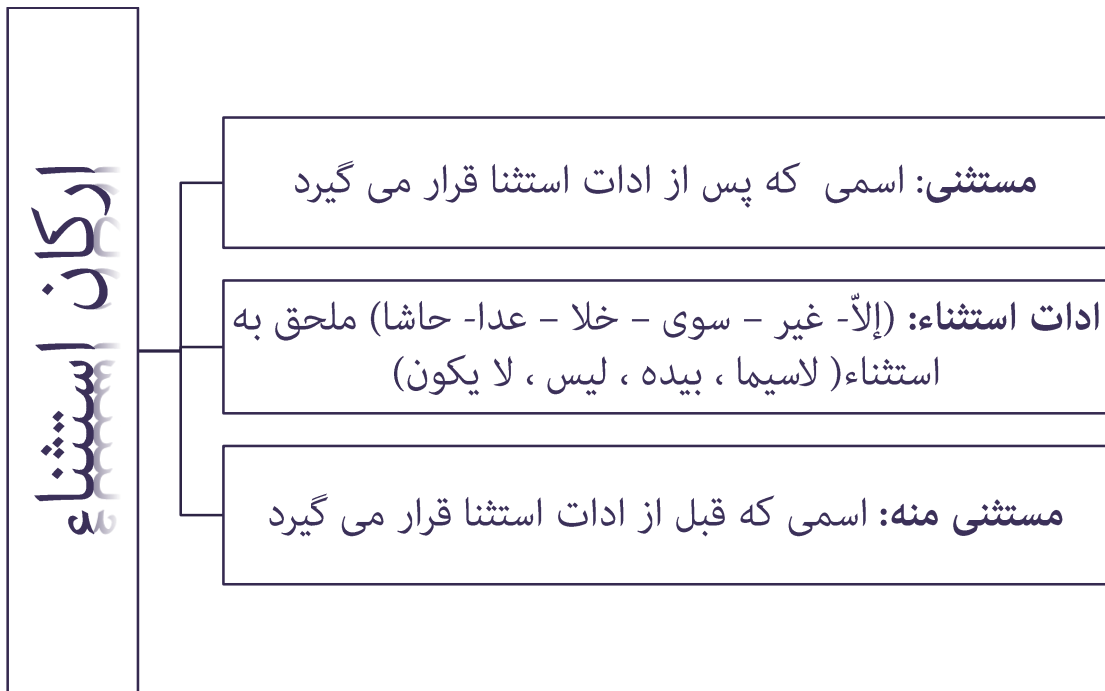 ارکان استثناء
مستثنی: اسمی که پس از ادات استثنا قرار می گیرد
ادات استثناء: (إلاّ- غیر – سوی – خلا – عدا- حاشا) ملحق به
استثناء( لاسیما ، بیده ، لیس ، لا یکون)
مستثنی منه: اسمی که قبل از ادات استثنا قرار می گیرد